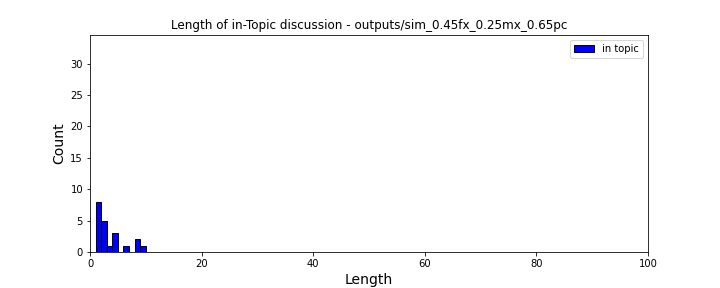 Length of in-Topic discussion - outputs/sim_0.45fx_0.25mx_0.65pc
in topic
30
25
20
15
10
5
0
Count
0 20 40 60 80 100
Length